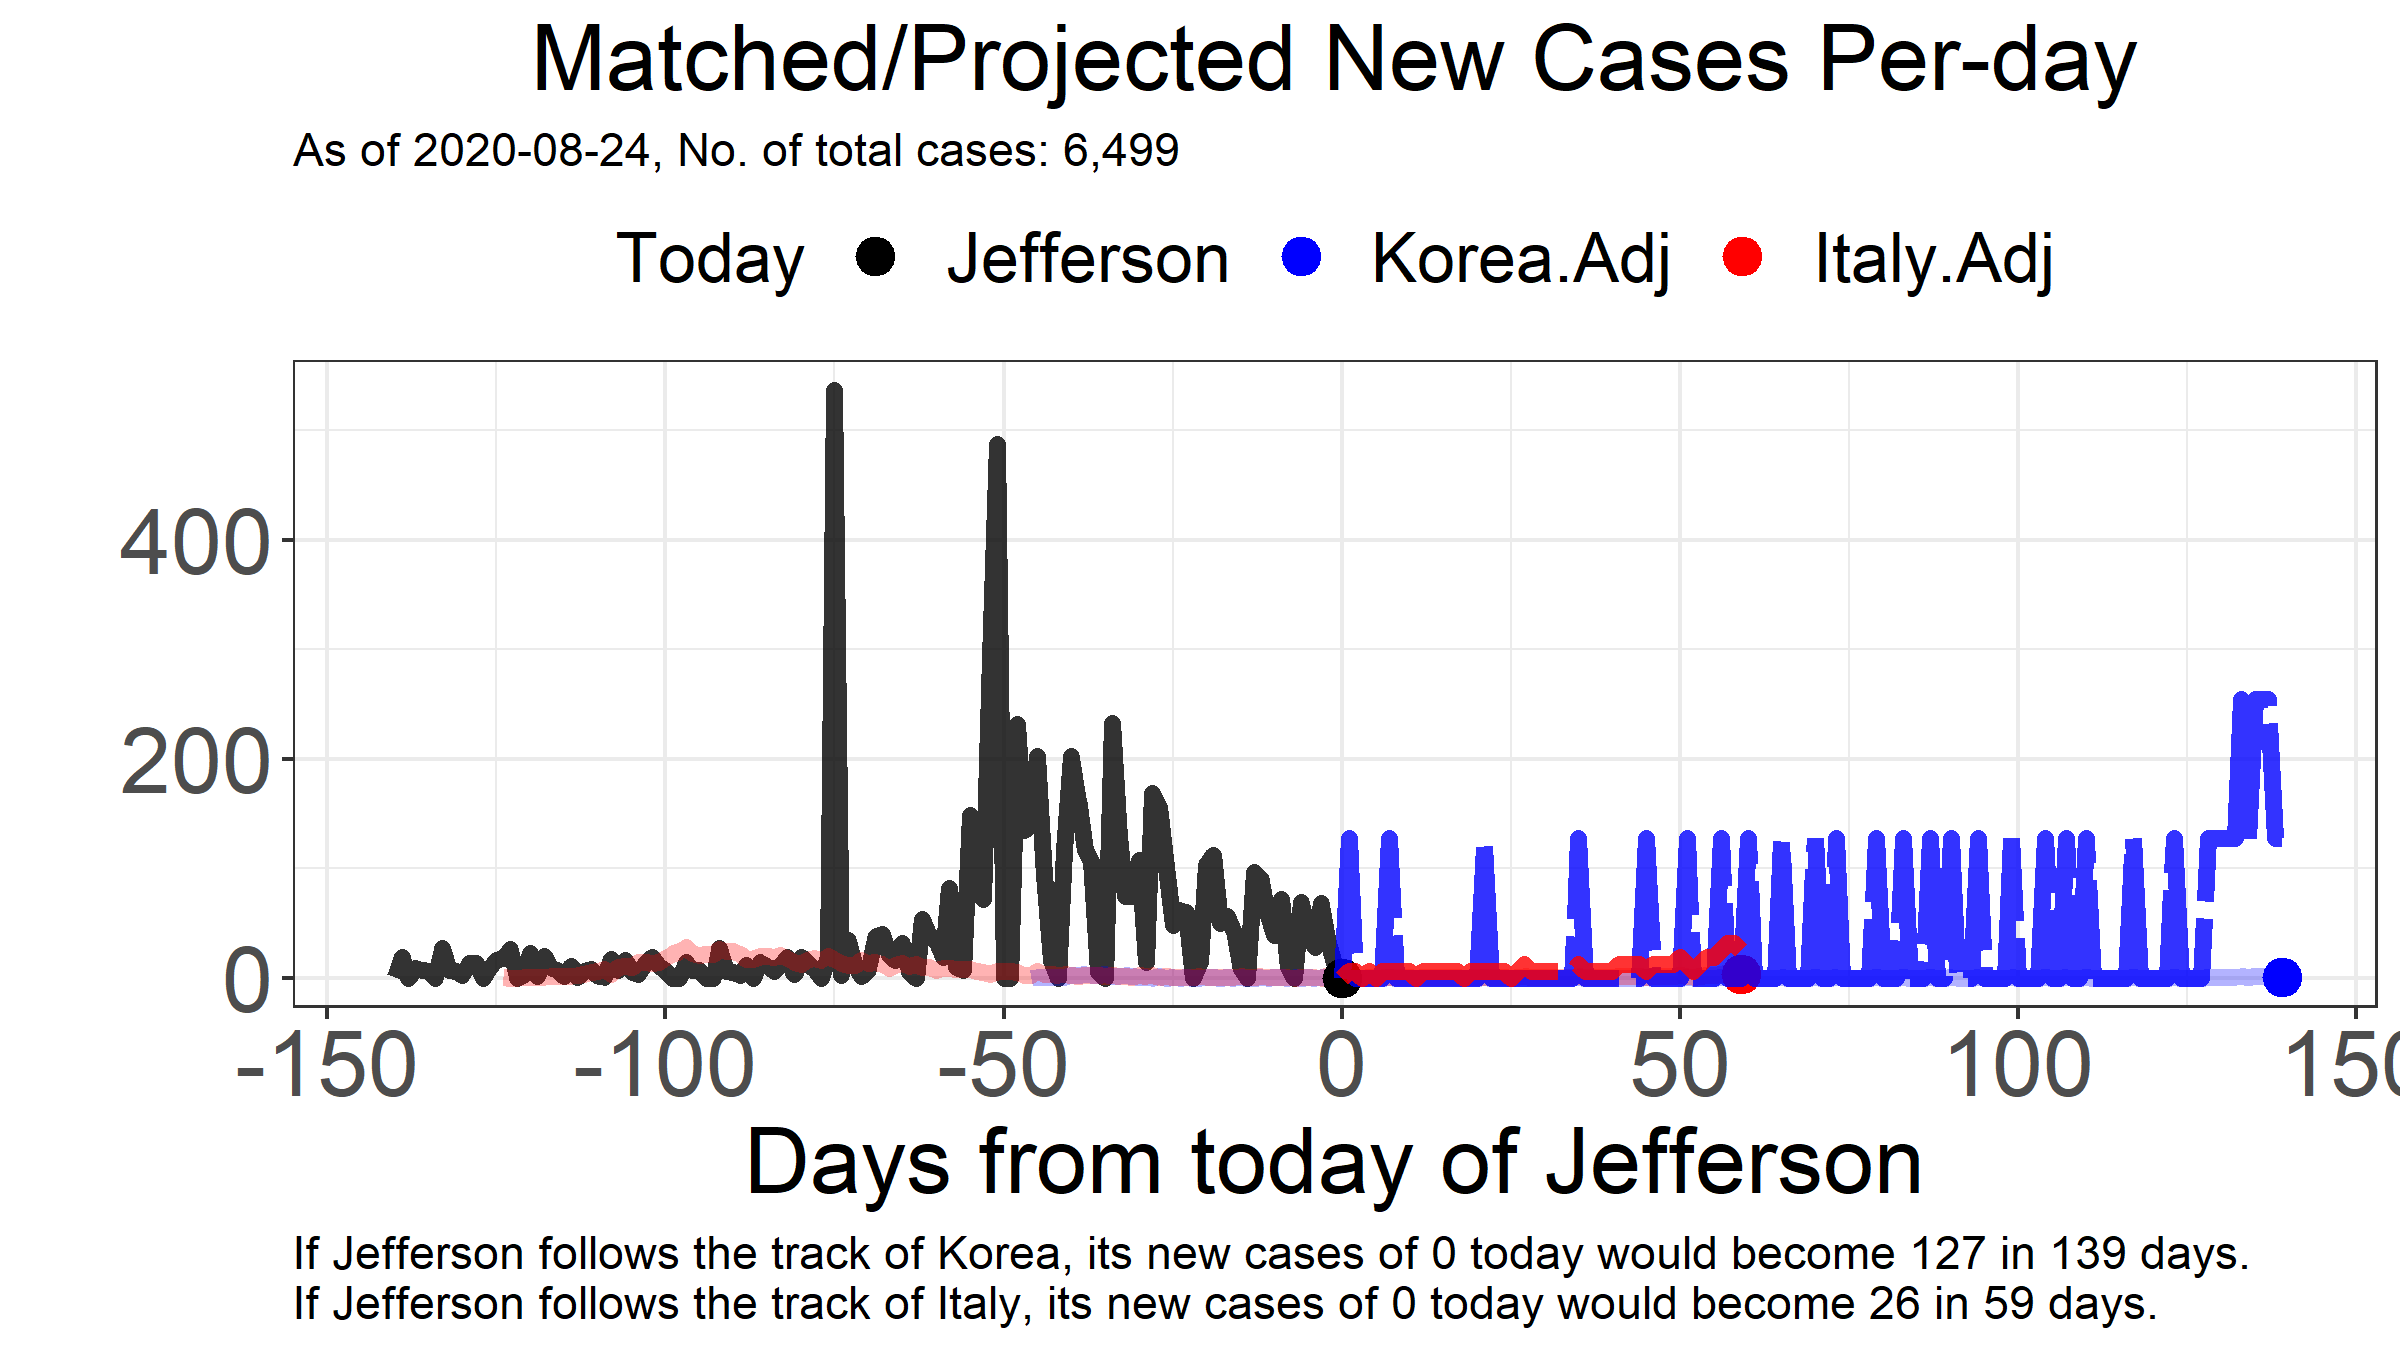 Matched/Projected New Cases Per-day
As of 2020-08-24, No. of total cases: 6,499
Today Jefferson Korea.Adj Italy.Adj
400
200
0
-150 -100 -50 0 50 100 150
Days from today of Jefferson
If Jefferson follows the track of Korea, its new cases of 0 today would become 127 in 139 days.
If Jefferson follows the track of Italy, its new cases of 0 today would become 26 in 59 days.